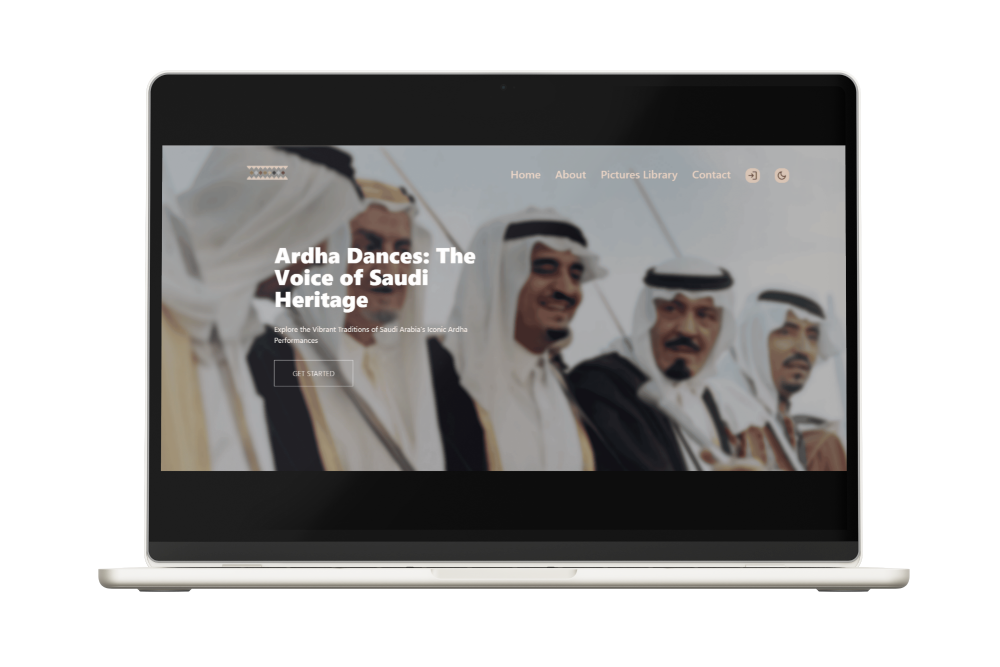 Home About Pictures Library Contact
Ardha Dances: The
Voice of Saudi
Heritage
Explore the Vibrant Traditions of Saudi Arabia's Iconic Ardha
Performances
GET STARTED